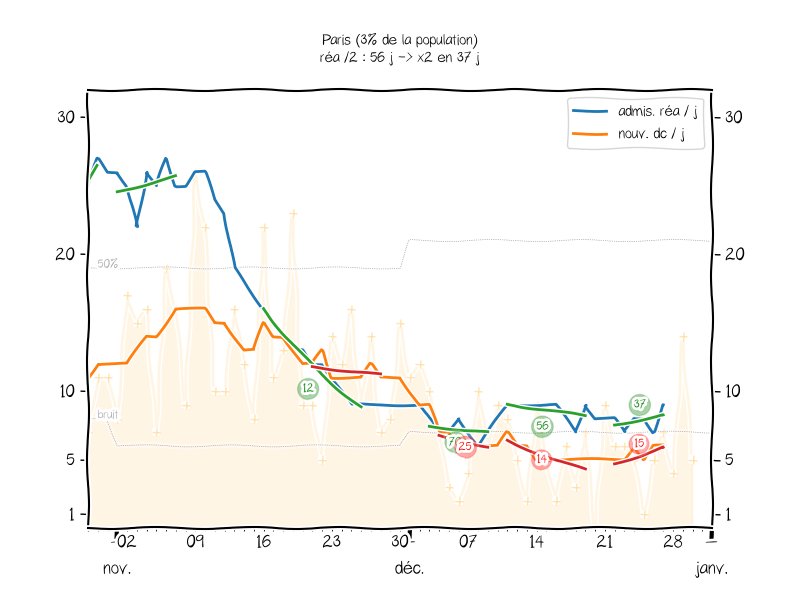 Paris (3% de la population)
réa /2 : 56 j -> x2 en 37 j
admis. réa / j
nouv. dc / j
30
30
20
20
50%
10
10
12
37
bruit
56
25
15
14
5
5
1
1
02 09 16 23 30 07 14 21 28
nov. déc. janv.